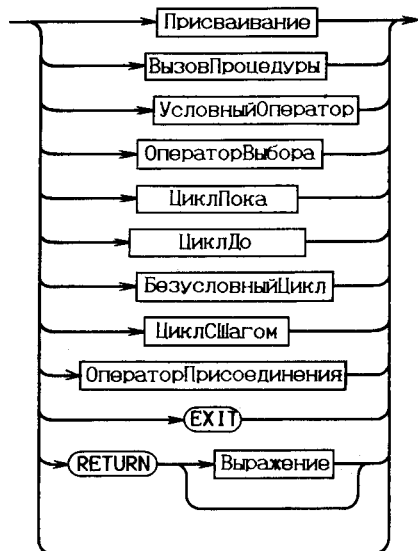 Присваивание
ВызовПроцедуры
УсловныйОператор
ОператорВыбора
ЦиклПока
ЦиклДо
БезусловныйЦикл
ЦиклСШагом
ОператорПрисоединения
EXIT
RETURN Выражение